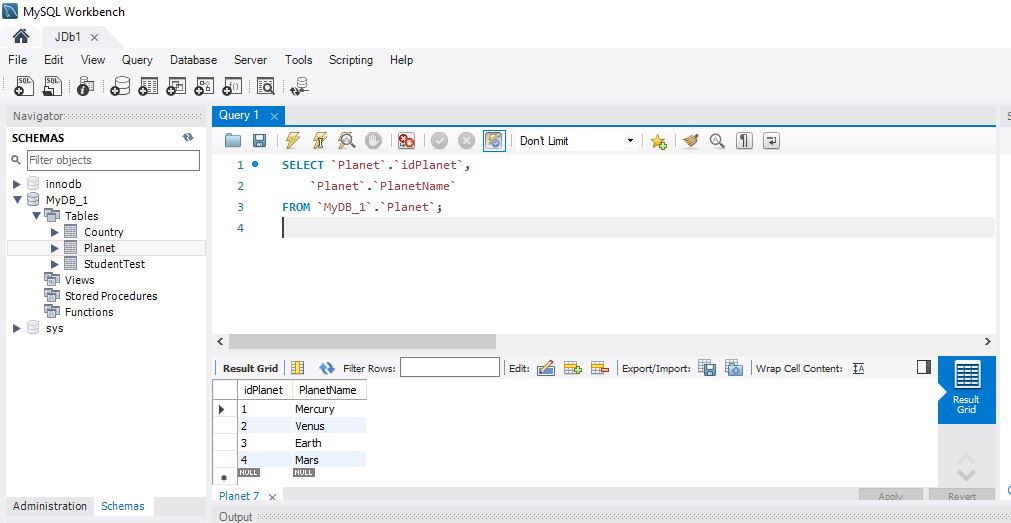 MySQL Workbench
JDb1
File Edit View Query Database Server Tools Scripting Help
SQL SQL
Navigator
SCHEMAS
Filter objects
innodb
MyDB_1
Tables
Country
Planet
StudentTest
Views
Stored Procedures
Functions
sys
Administration Schemas
Query 1
Don't Limit
1 SELECT `Planet`.`idPlanet`,
2 `Planet`.`PlanetName`
3 FROM `MyDB_1`.`Planet`;
4
Result Grid Filter Rows: Edit: Export/Import: Wrap Cell Content: IA
idPlanet PlanetName
1 Mercury
2 Venus
3 Earth
4 Mars
NULL NULL
Result
Grid
Planet 7 Apply Revert
Output